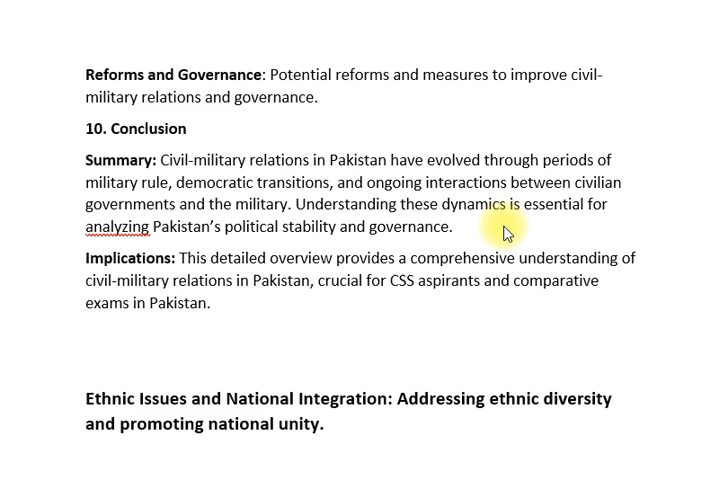 Reforms and Governance: Potential reforms and measures to improve civil-
military relations and governance.
10. Conclusion
Summary: Civil-military relations in Pakistan have evolved through periods of
military rule, democratic transitions, and ongoing interactions between civilian
governments and the military. Understanding these dynamics is essential for
analyzing Pakistan’s political stability and governance.
Implications: This detailed overview provides a comprehensive understanding of
civil-military relations in Pakistan, crucial for CSS aspirants and comparative
exams in Pakistan.
Ethnic Issues and National Integration: Addressing ethnic diversity
and promoting national unity.